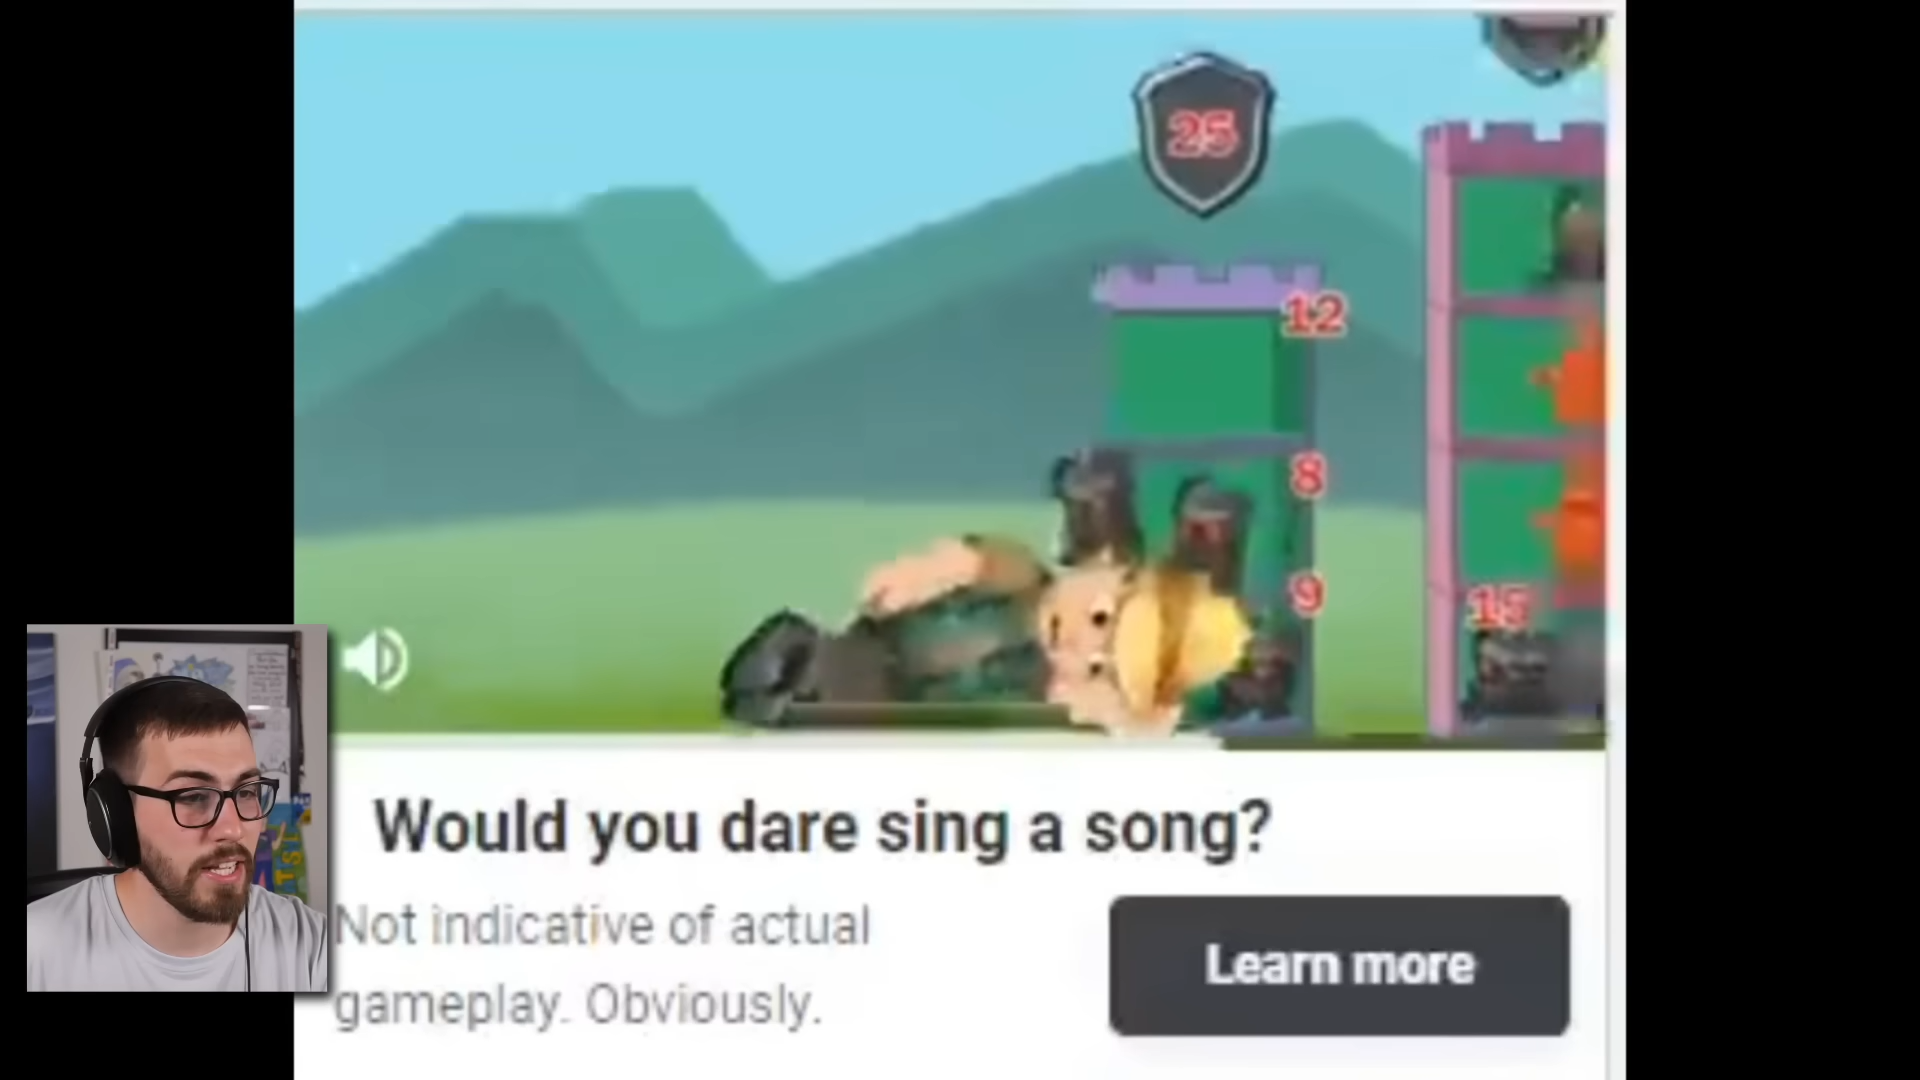 25
12
8
9
15
Would you dare sing a song?
Not indicative of actual
gameplay. Obviously.
Learn more